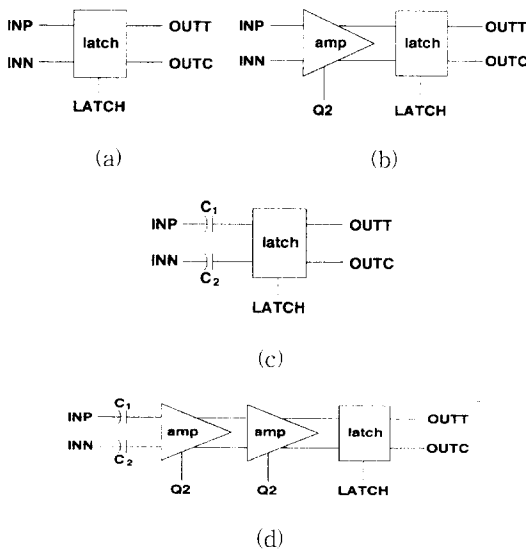 INP latch OUTT
INN OUTC
LATCH
(a)
INP amp latch OUTT
INN OUTC
Q2 LATCH
(b)
C1
INP latch OUTT
INN OUTC
C2
LATCH
(c)
C1
INP amp amp latch OUTT
INN OUTC
C2
Q2 Q2 LATCH
(d)